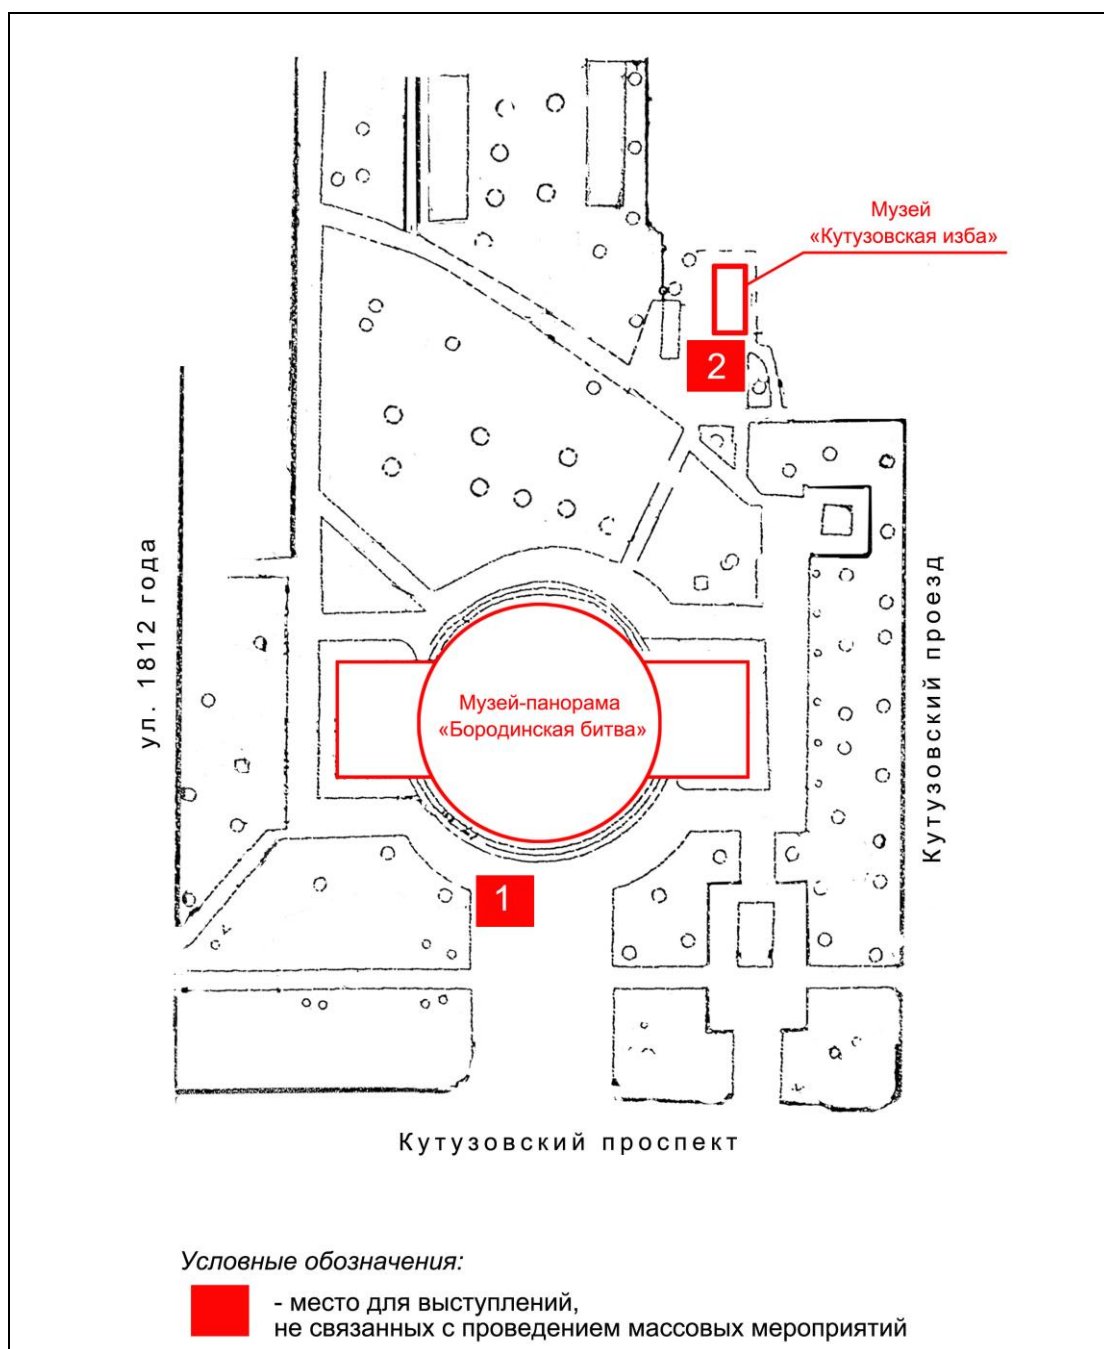 Музей
«Кутузовская изба»
2
ул. 1812 года
Кутузовский проезд
Музей-панорама
«Бородинская битва»
1
Кутузовский проспект
Условные обозначения:
- место для выступлений,
не связанных с проведением массовых мероприятий